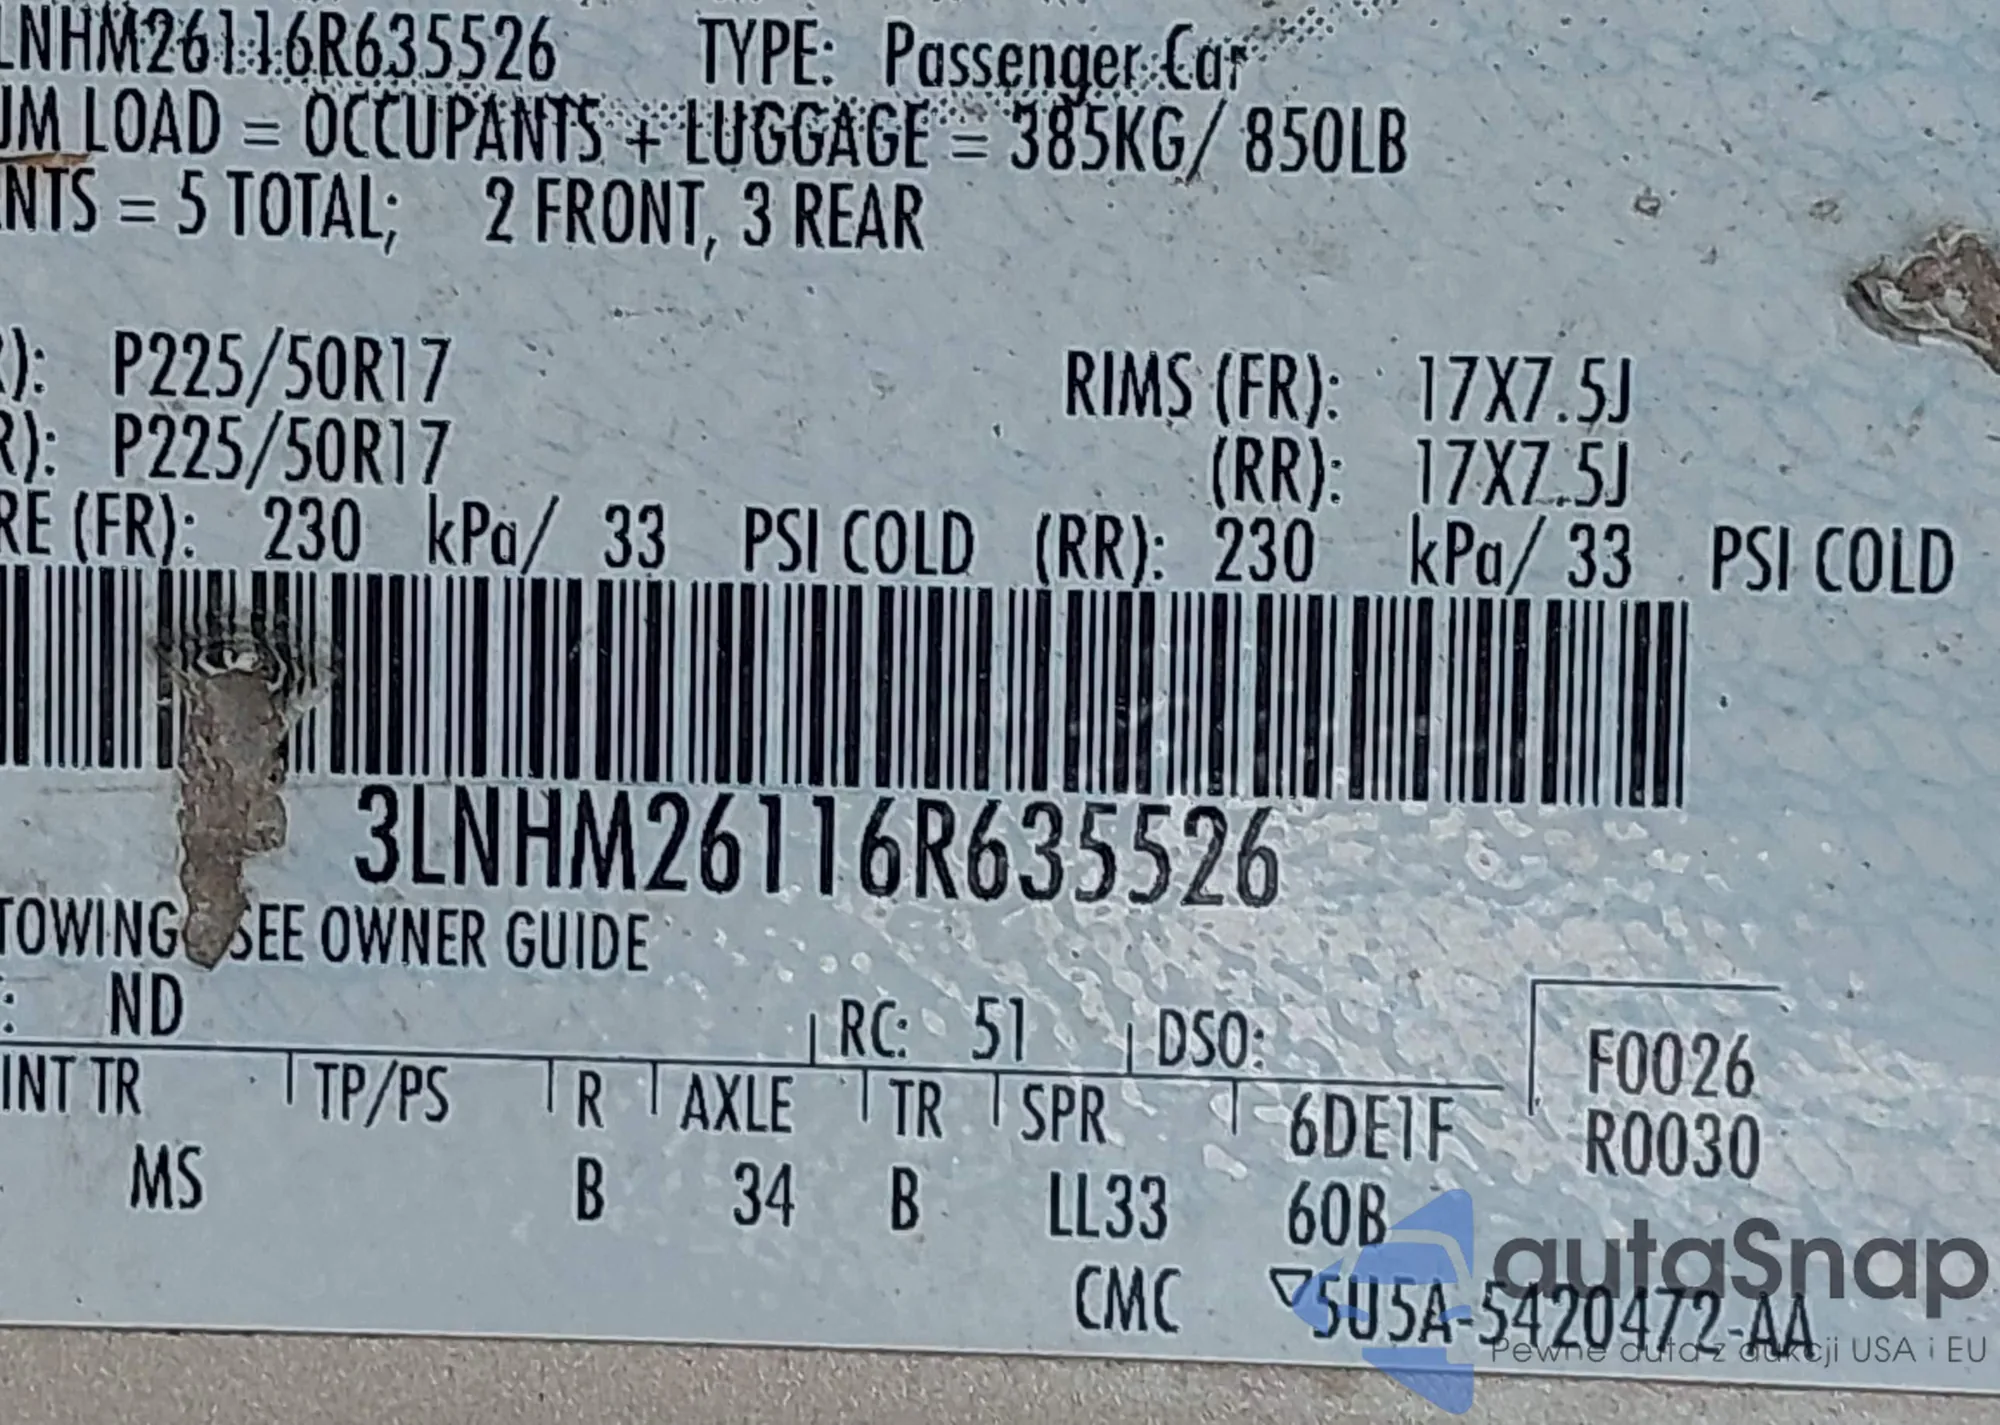 LNHM26116R635526 TYPE: Passenger Car
UM LOAD = OCCUPANTS + LUGGAGE = 385KG/ 850LB
NTS = 5 TOTAL; 2 FRONT, 3 REAR
R): P225/50R17 RIMS (FR): 17X7.5J
R): P225/50R17 (RR): 17X7.5J
RE (FR): 230 kPa/ 33 PSI COLD (RR): 230 kPa/ 33 PSI COLD
3LNHM26116R635526
TOWING SEE OWNER GUIDE
: ND RC: 51 DSO:
F0026
INT TR TP/PS R AXLE TR SPR 6DE1F
R0030
MS B 34 B LL33 60B
CMC ▽5U5A-5420472-AA
autaSnap
Pewne auta z aukcji USA i EU